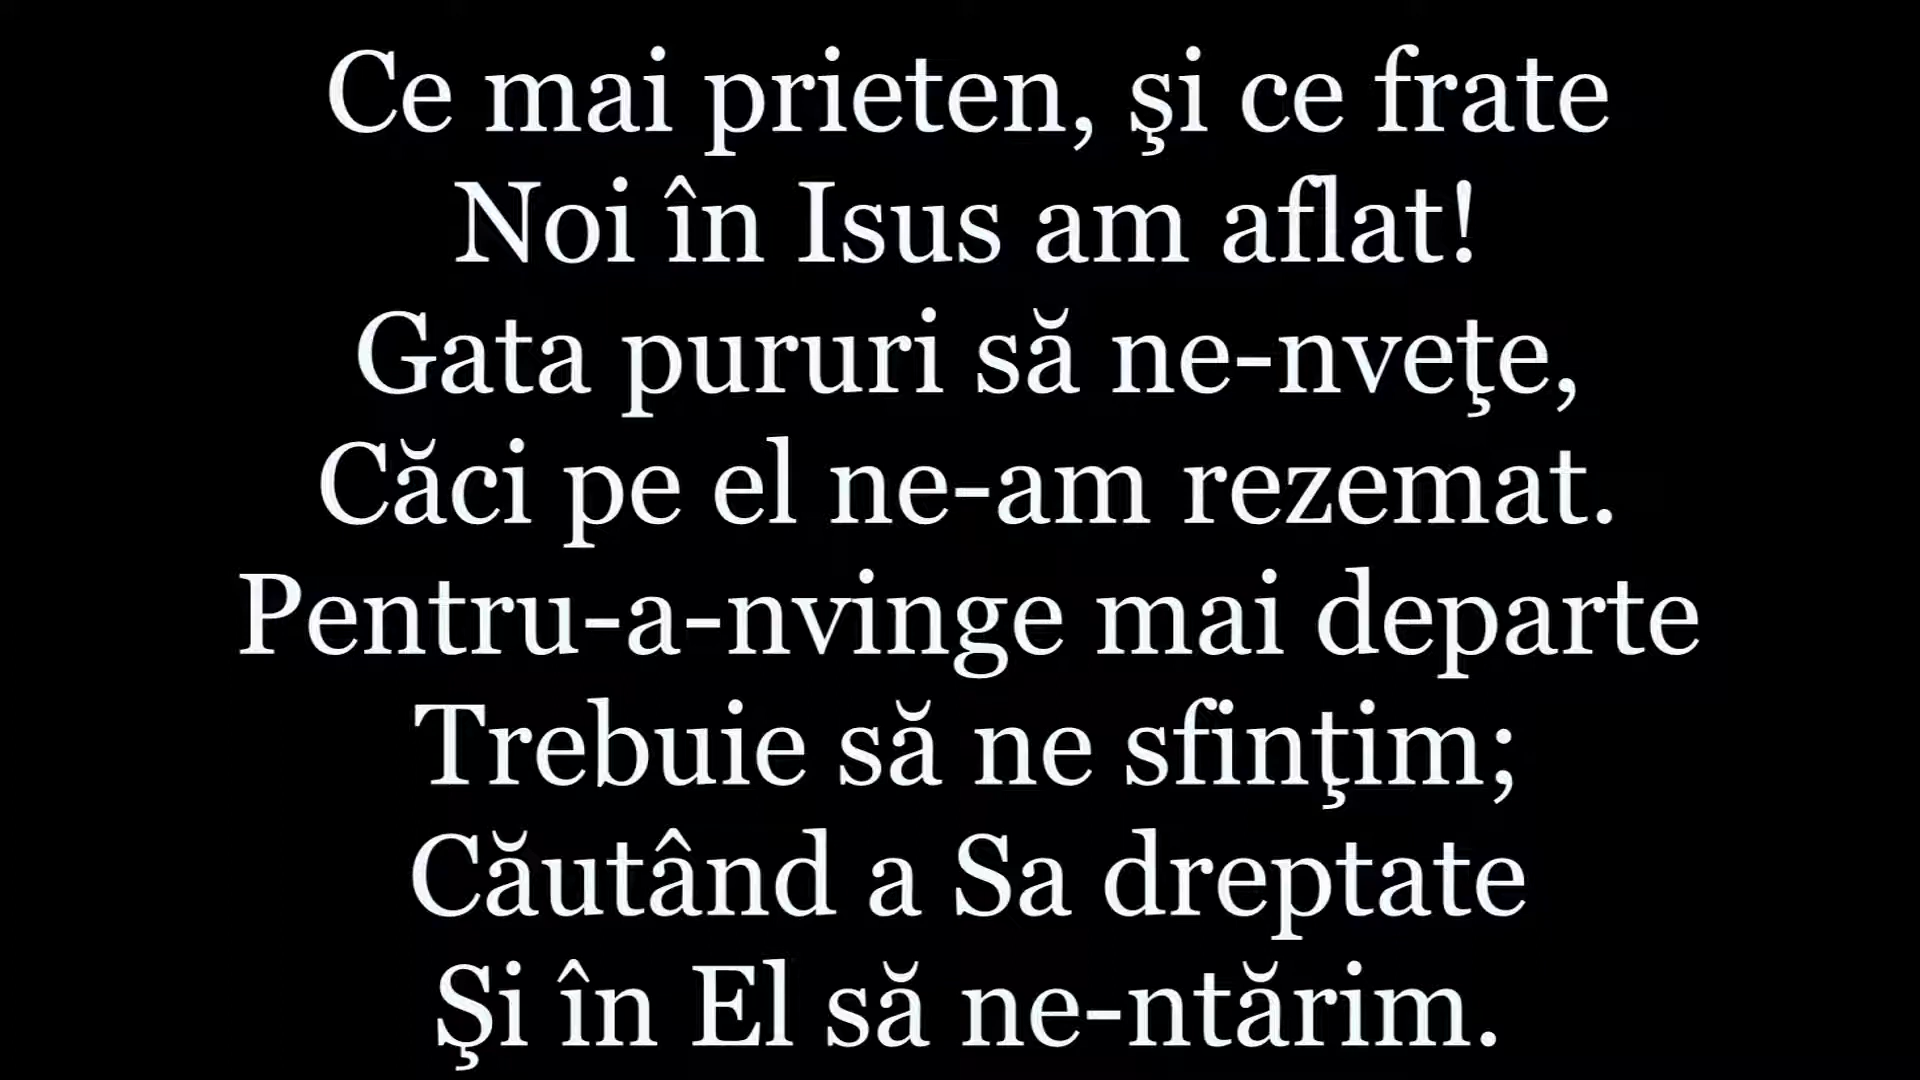 Ce mai prieten, şi ce frate
Noi în Isus am aflat!
Gata pururi să ne-nveţe,
Căci pe el ne-am rezemat.
Pentru-a-nvinge mai departe
Trebuie să ne sfinţim;
Căutând a Sa dreptate
Şi în El să ne-ntărim.